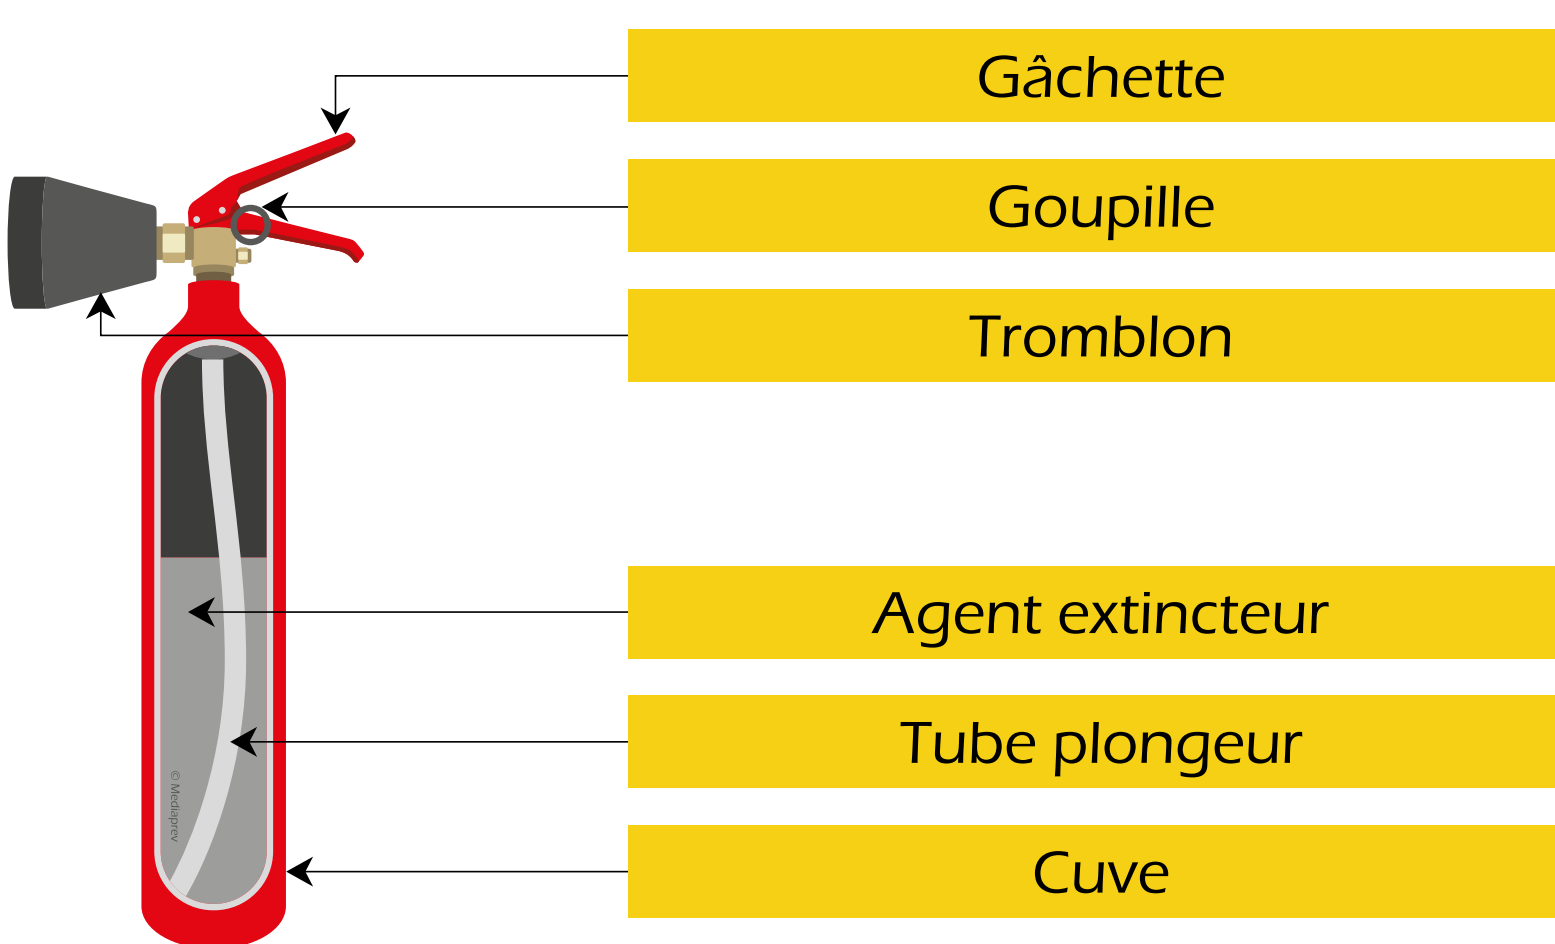 Gâchette
Goupille
Tromblon
Agent extincteur
Tube plongeur
© Mediaprev
Cuve